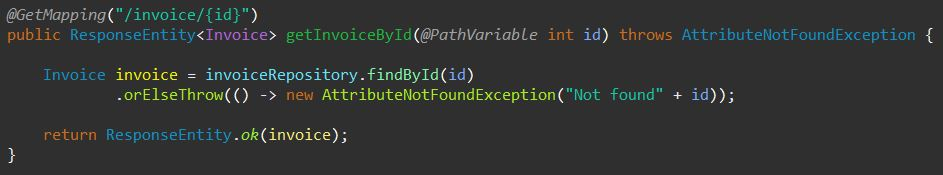 @GetMapping("/invoice/{id}")
public ResponseEntity<Invoice> getInvoiceById(@PathVariable int id) throws AttributeNotFoundException {
Invoice invoice = invoiceRepository.findById(id)
.orElseThrow(() -> new AttributeNotFoundException("Not found" + id));
return ResponseEntity.ok(invoice);
}